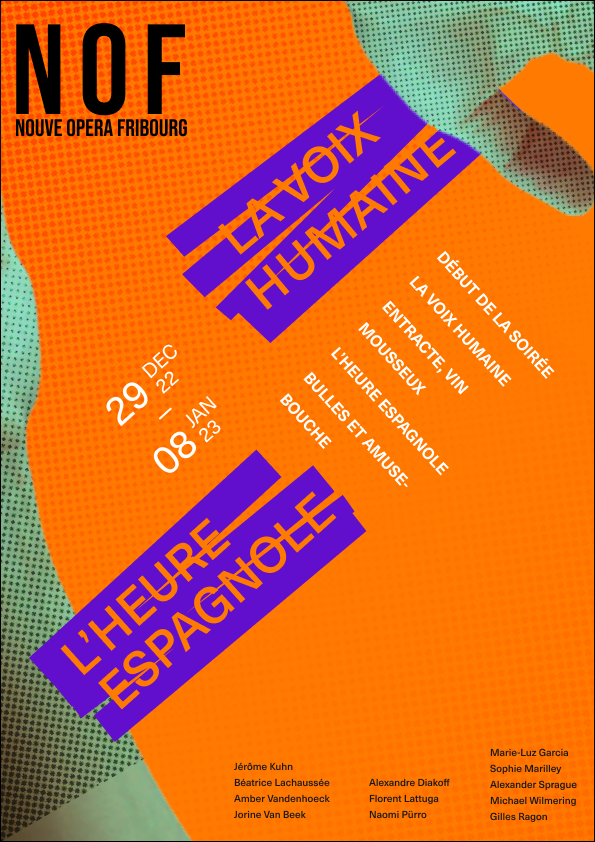 NOF
NOUVE OPERA FRIBOURG
LA VOIX
HUMAINE
DÉBUT DE LA SOIRÉE
LA VOIX HUMAINE
ENTRACTE, VIN
MOUSSEUX
L'HEURE ESPAGNOLE
BULLES ET AMUSE-
BOUCHE
29 DEC
22
—
08 JAN
23
L'HEURE
ESPAGNOLE
Jérôme Kuhn
Béatrice Lachaussée
Amber Vandenhoeck
Jorine Van Beek
Alexandre Diakoff
Florent Lattuga
Naomi Pürro
Marie-Luz Garcia
Sophie Marilley
Alexander Sprague
Michael Wilmering
Gilles Ragon